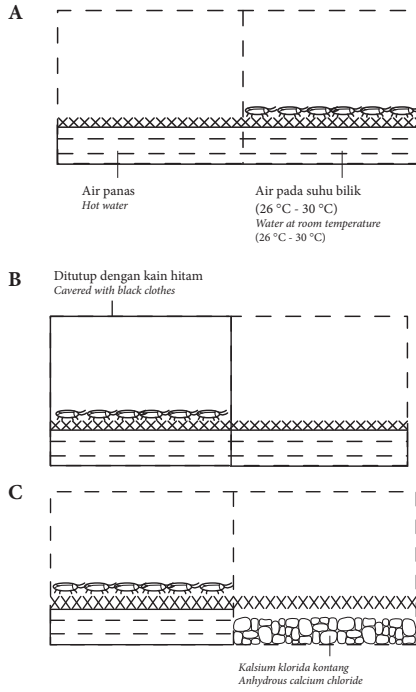 A
Air panas
Hot water
Air pada suhu bilik
(26 °C - 30 °C)
Water at room temperature
(26 °C - 30 °C)
Ditutup dengan kain hitam
Cavered with black clothes
B
C
Kalsium klorida kontang
Anhydrous calcium chloride